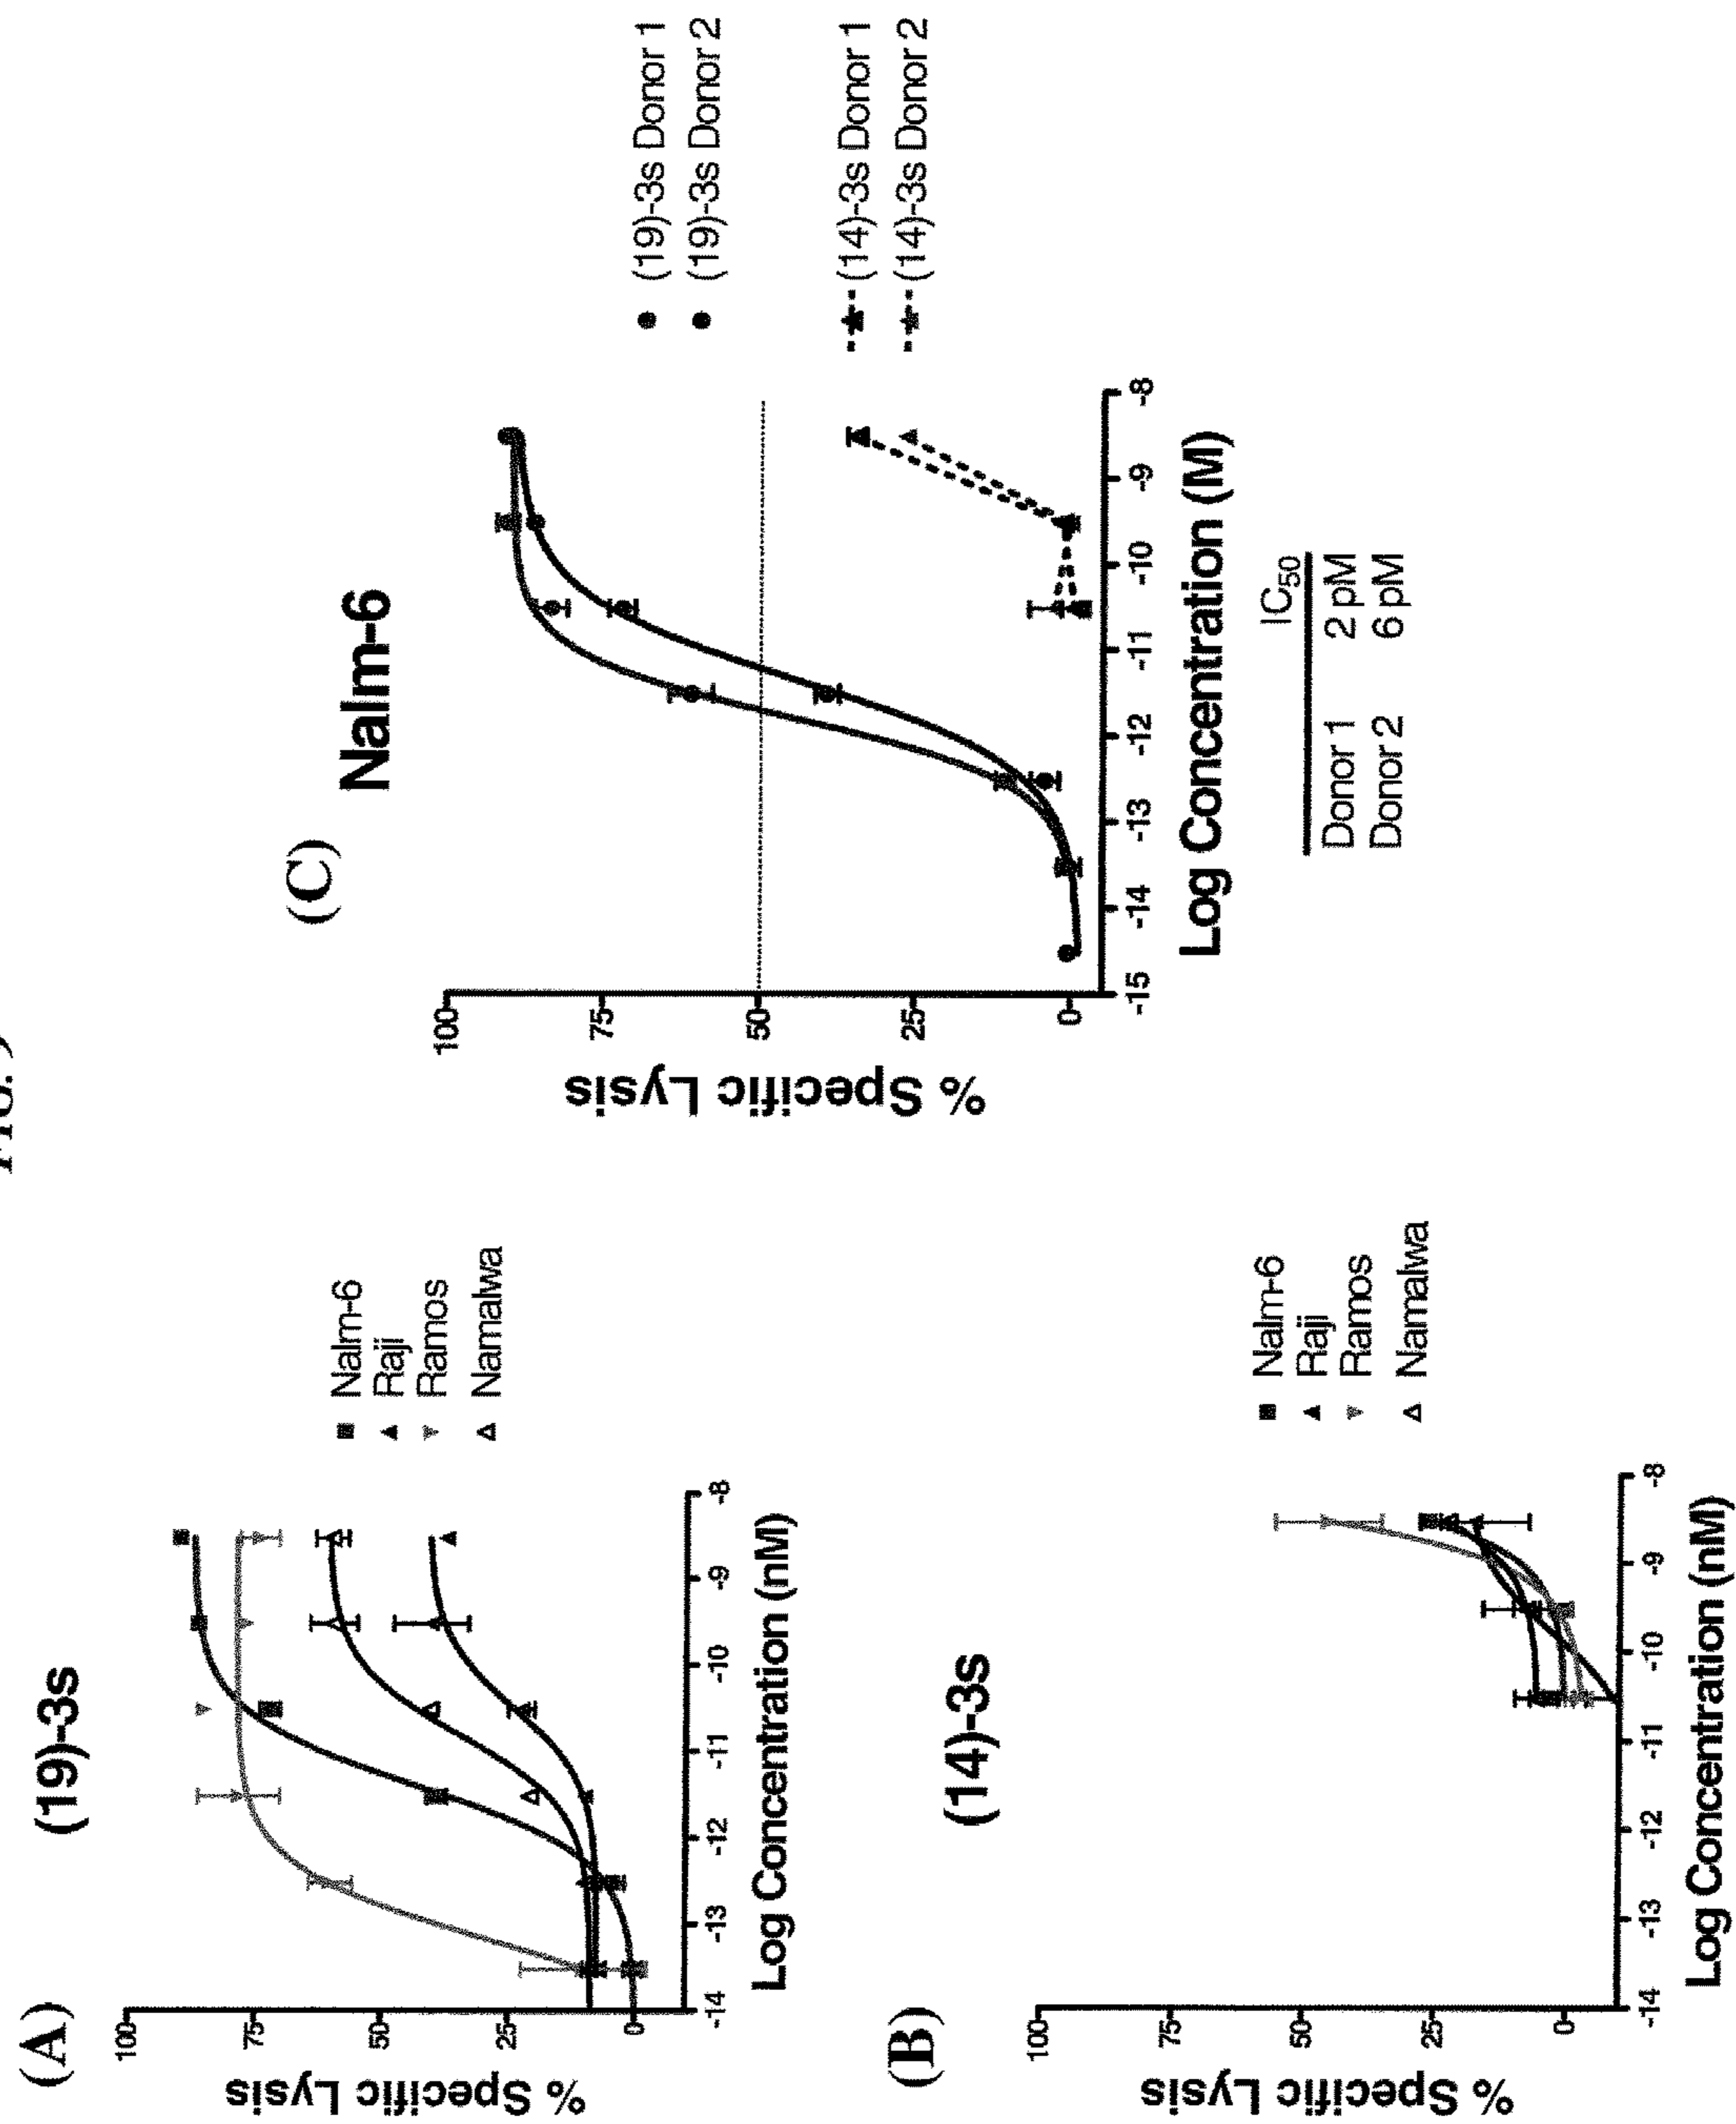 FIG. 9
(A)
(19)-3s
% Specific Lysis
100
75
50
25
0
-14
-13
-12
-11
-10
-9
-8
Log Concentration (nM)
Nalm-6
Raji
Ramos
Namalwa
(B)
(14)-3s
% Specific Lysis
100
75
50
25
0
-14
-13
-12
-11
-10
-9
-8
Log Concentration (nM)
Nalm-6
Raji
Ramos
Namalwa
(C)
Nalm-6
% Specific Lysis
100
75
50
25
0
-15
-14
-13
-12
-11
-10
-9
-8
Log Concentration (M)
(19)-3s Donor 1
(19)-3s Donor 2
(14)-3s Donor 1
(14)-3s Donor 2
IC50
Donor 1 2 pM
Donor 2 6 pM